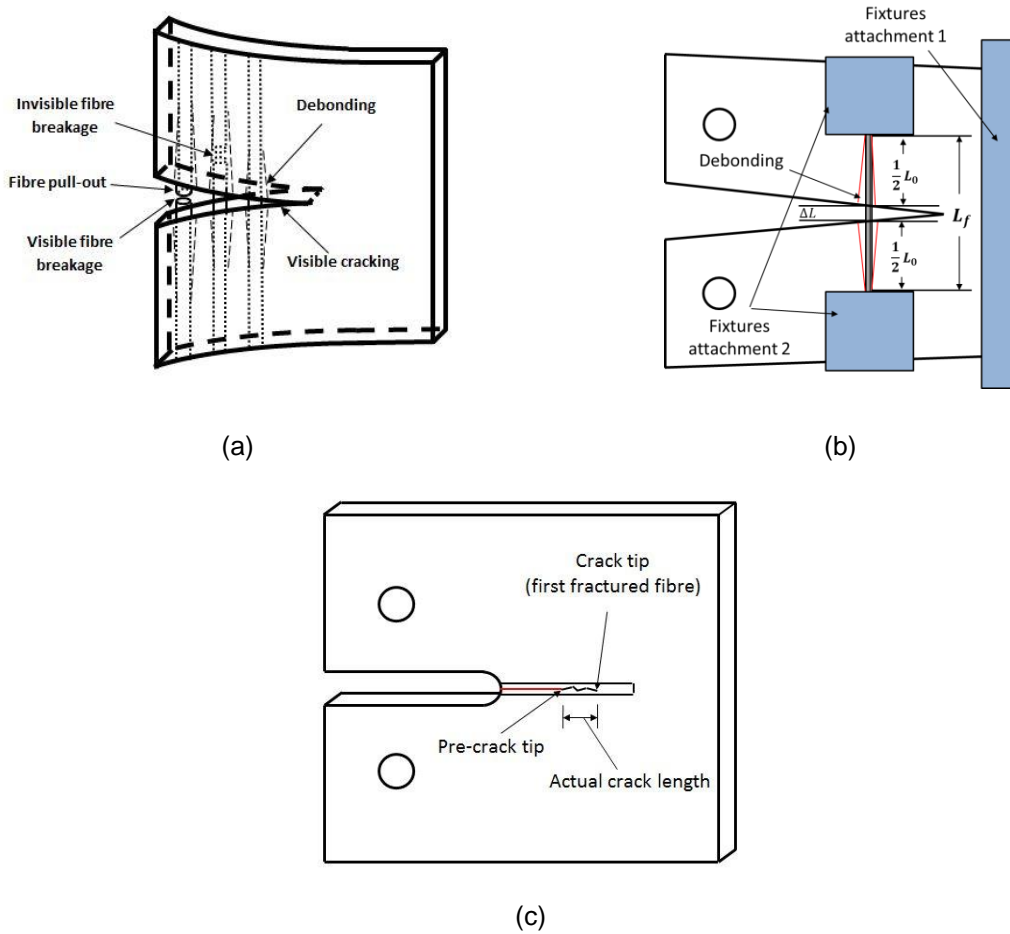 Invisible fibre
breakage
Debonding
Fibre pull-out
Visible fibre
breakage
Visible cracking
(a)
Fixtures
attachment 1
Debonding
1/2 L₀
ΔL
L_f
1/2 L₀
Fixtures
attachment 2
(b)
Crack tip
(first fractured fibre)
Pre-crack tip
Actual crack length
(c)